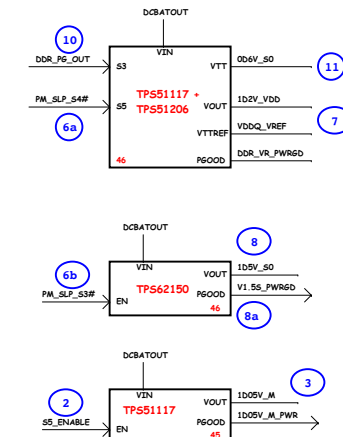 DCBATOUT
10
DDR_PG_OUT
VIN
S3
VTT
0D6V_S0
11
TPS51117 +
TPS51206
PM_SLP_S4#
S5
VOUT
1D2V_VDD
6a
VTTREF
VDDQ_VREF
7
46
PGOOD
DDR_VR_PWRGD
DCBATOUT
8
6b
VIN
VOUT
1D5V_S0
TPS62150
PM_SLP_S3#
EN
PGOOD
V1.5S_PWRGD
46
8a
DCBATOUT
3
2
VIN
VOUT
1D05V_M
TPS51117
S5_ENABLE
EN
PGOOD
1D05V_M_PWR
45